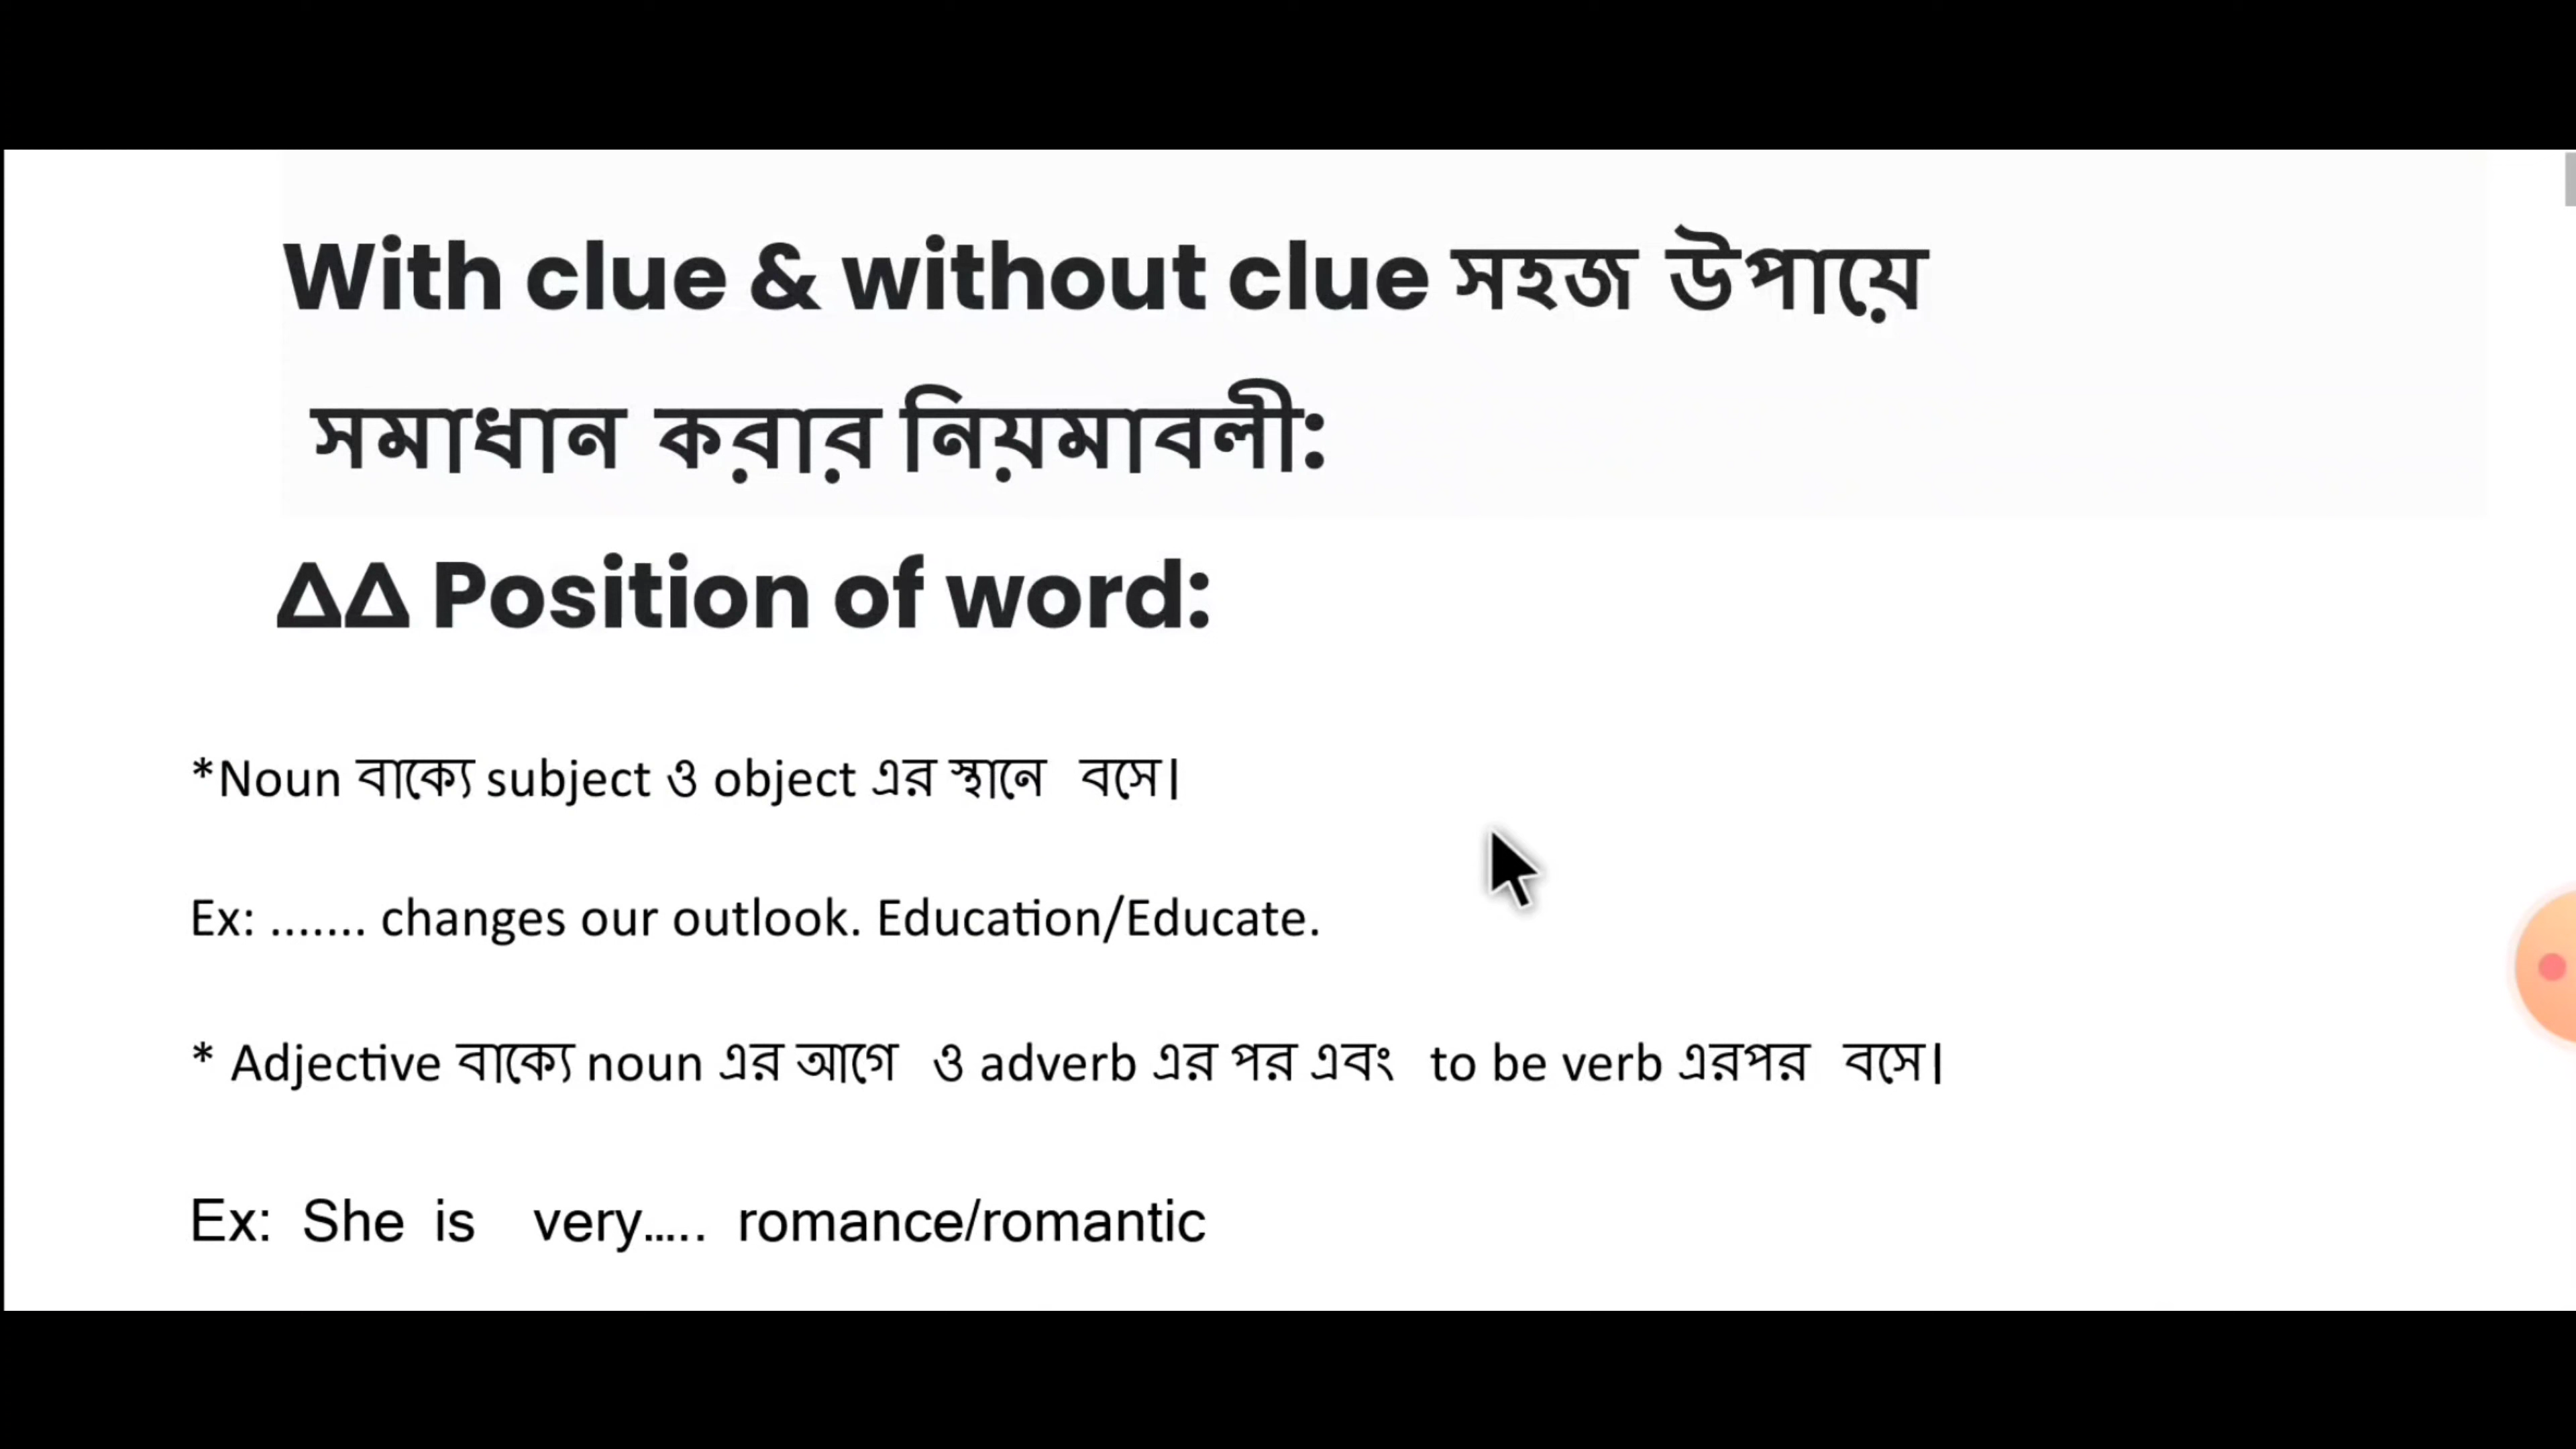 With clue & without clue সহজ উপায়ে
সমাধান করার নিয়মাবলী:
∆∆ Position of word:
*Noun বাক্যে subject ও object এর স্থানে বসে।
Ex: ....... changes our outlook. Education/Educate.
* Adjective বাক্যে noun এর আগে ও adverb এর পর এবং to be verb এরপর বসে।
Ex: She is very….. romance/romantic